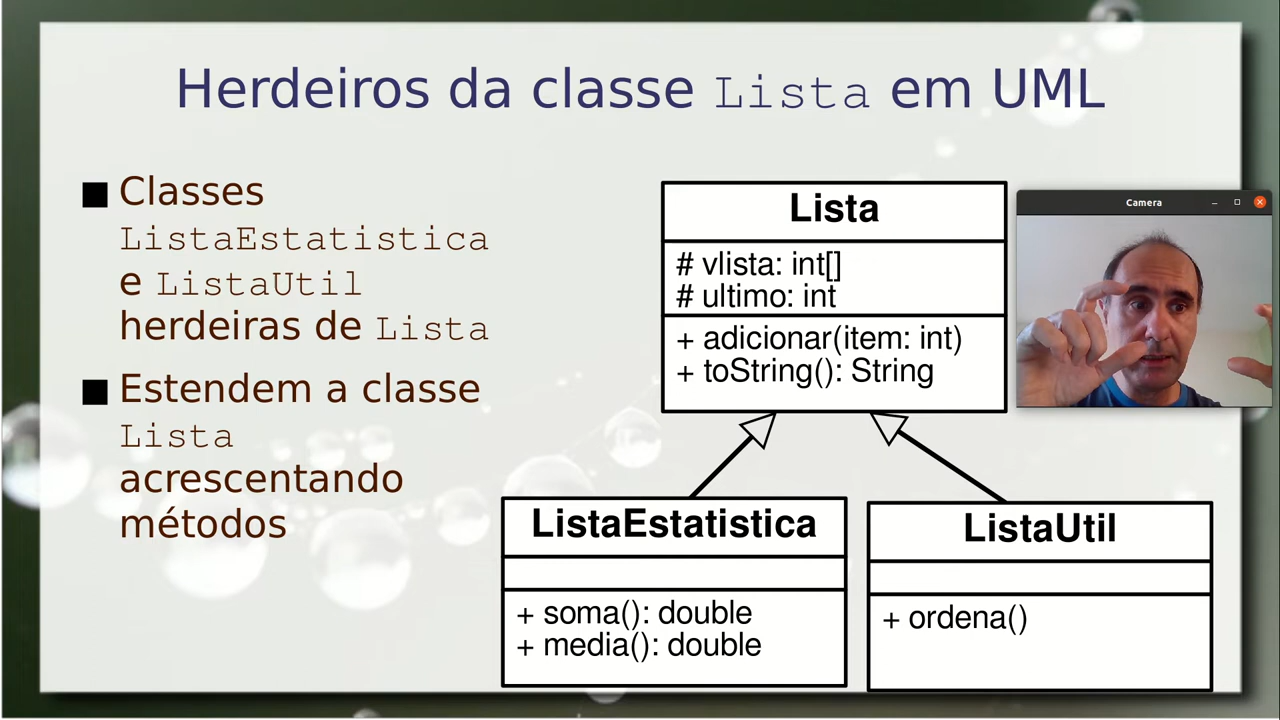 Herdeiros da classe Lista em UML
■ Classes
ListaEstatistica
e ListaUtil
herdeiras de Lista
■ Estendem a classe
Lista
acrescentando
métodos
Lista
# vlista: int[]
# ultimo: int
+ adicionar(item: int)
+ toString(): String
Camera
ListaEstatistica
+ soma(): double
+ media(): double
ListaUtil
+ ordena()